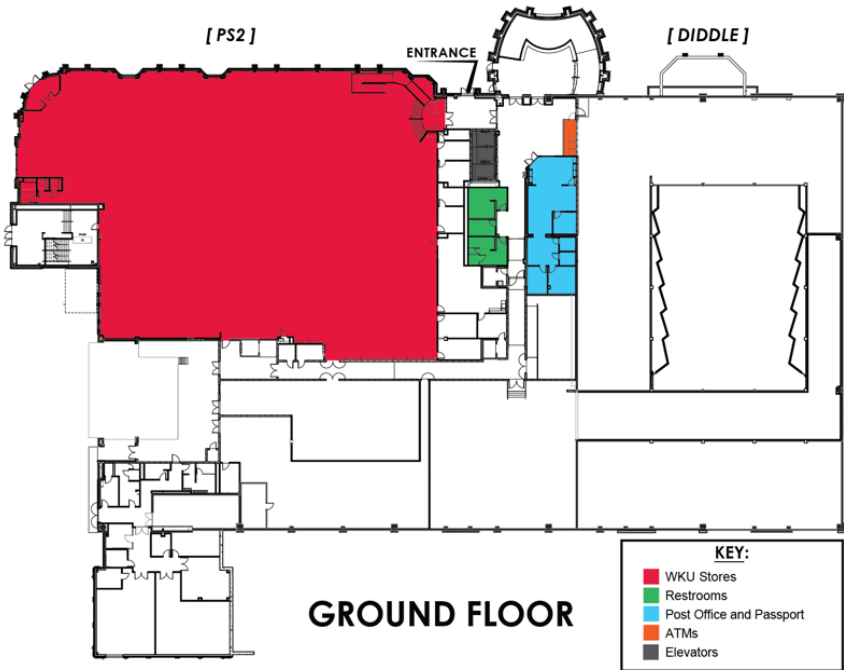 [ PS2 ]
[ DIDDLE ]
ENTRANCE
KEY:
WKU Stores
Restrooms
Post Office and Passport
ATMs
Elevators
GROUND FLOOR